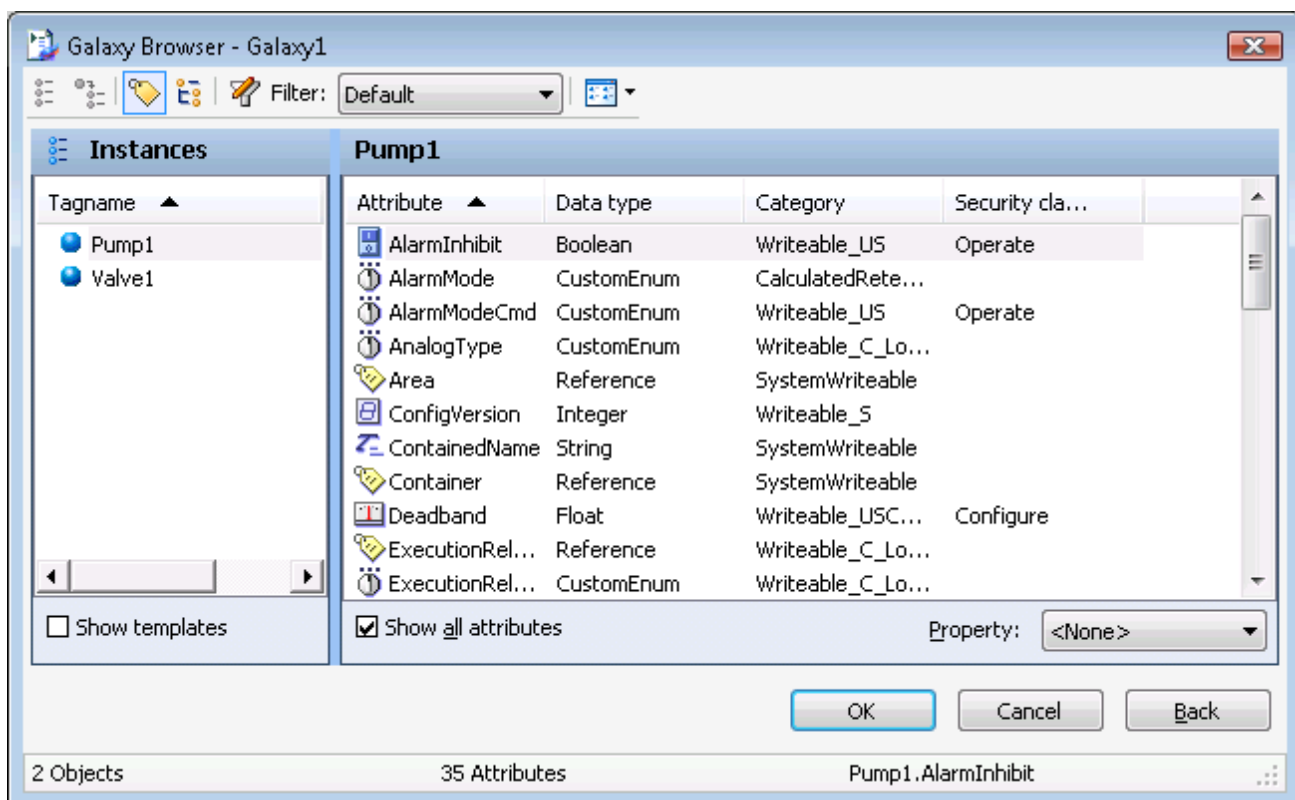 Galaxy Browser - Galaxy1
Filter: Default
Instances Pump1
Tagname Attribute Data type Category Security cla...
Pump1 AlarmInhibit Boolean Writeable_US Operate
Valve1 AlarmMode CustomEnum CalculatedRete...
AlarmModeCmd CustomEnum Writeable_US Operate
AnalogType CustomEnum Writeable_C_Lo...
Area Reference SystemWriteable
ConfigVersion Integer Writeable_S
ContainedName String SystemWriteable
Container Reference SystemWriteable
Deadband Float Writeable_USC... Configure
ExecutionRel... Reference Writeable_C_Lo...
ExecutionRel... CustomEnum Writeable_C_Lo...
Show templates Show all attributes Property: <None>
OK Cancel Back
2 Objects 35 Attributes Pump1.AlarmInhibit